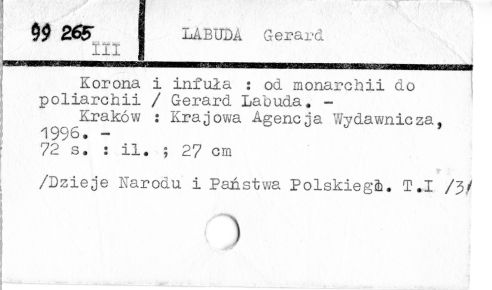 99 265
III
LABUDA Gerard
Korona i infuła : od monarchii do
poliarchii / Gerard Labuda. -
Kraków : Krajowa Agencja Wydawnicza,
1996. -
72 s. : il. ; 27 cm
/Dzieje Narodu i Państwa Polskiego. T.I /3/